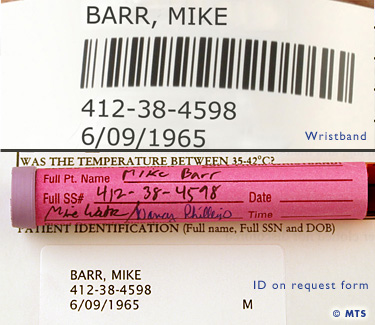 BARR, MIKE
412-38-4598
6/09/1965
Wristband
WAS THE TEMPERATURE BETWEEN 35-42°C?
Full Pt. Name Mike Barr
Full SS# 412-38-4598 Date
Nancy Phillips Time
PATIENT IDENTIFICATION (Full name, Full SSN and DOB)
BARR, MIKE
412-38-4598
6/09/1965 M
ID on request form
© MTS